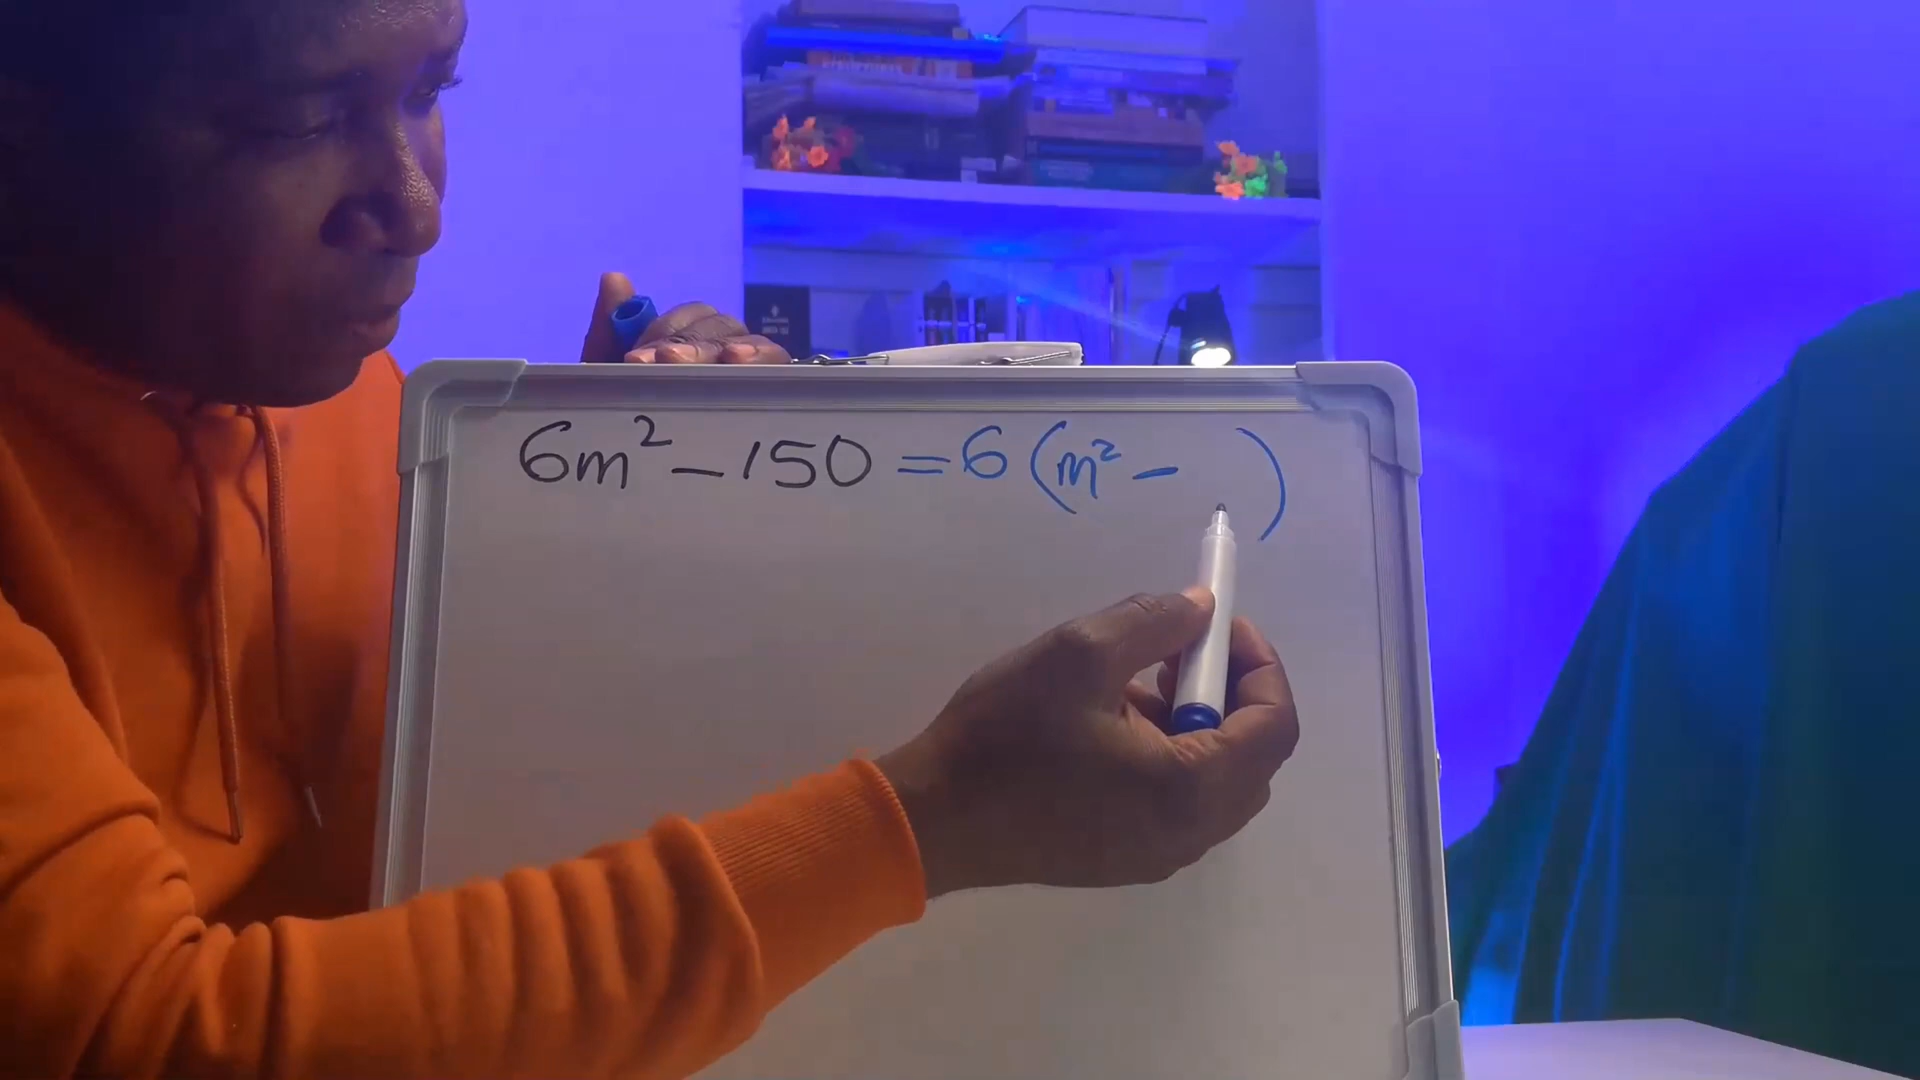 6m² – 150 = 6 (m² –   )